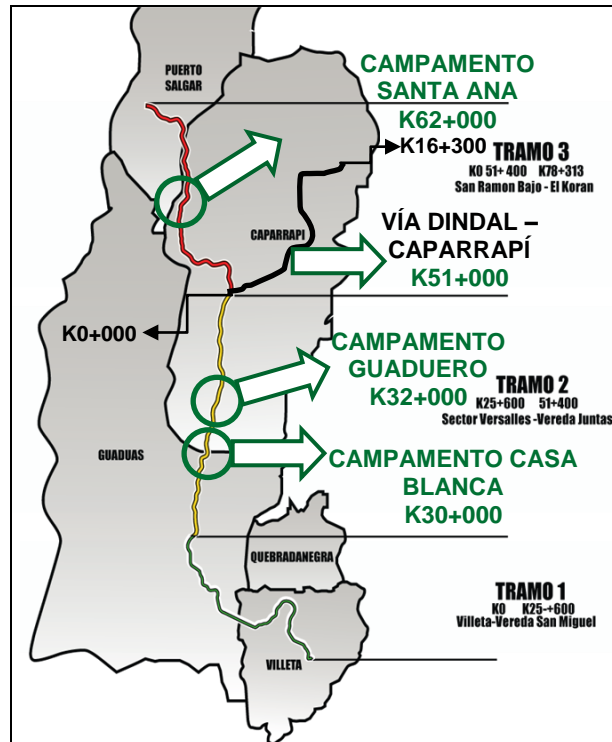 PUERTO
SALGAR
CAMPAMENTO
SANTA ANA
K62+000
K16+300
TRAMO 3
K0 51+ 400 K78+313
San Ramon Bajo - El Koran
CAPARRAPI
VÍA DINDAL –
CAPARRAPÍ
K51+000
K0+000
CAMPAMENTO
GUADUERO
K32+000
TRAMO 2
K25+600 51+400
Sector Versalles -Vereda Juntas
GUADUAS
CAMPAMENTO CASA
BLANCA
K30+000
QUEBRADANEGRA
TRAMO 1
K0 K25-+600
Villeta-Vereda San Miguel
VILLETA